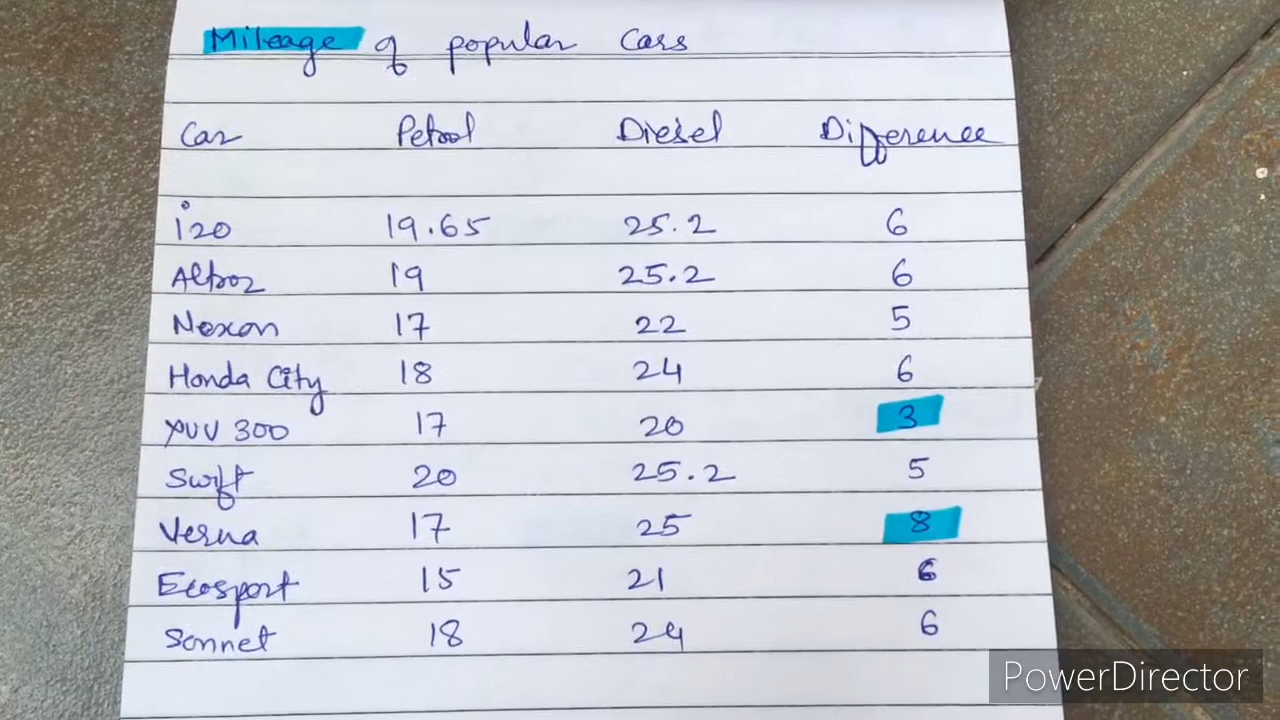 Mileage of popular Cars
Car Petrol Diesel Difference
i20 19.65 25.2 6
Altroz 19 25.2 6
Nexon 17 22 5
Honda City 18 24 6
XUV 300 17 20 3
Swift 20 25.2 5
Verna 17 25 8
Ecosport 15 21 6
Sonnet 18 24 6
PowerDirector